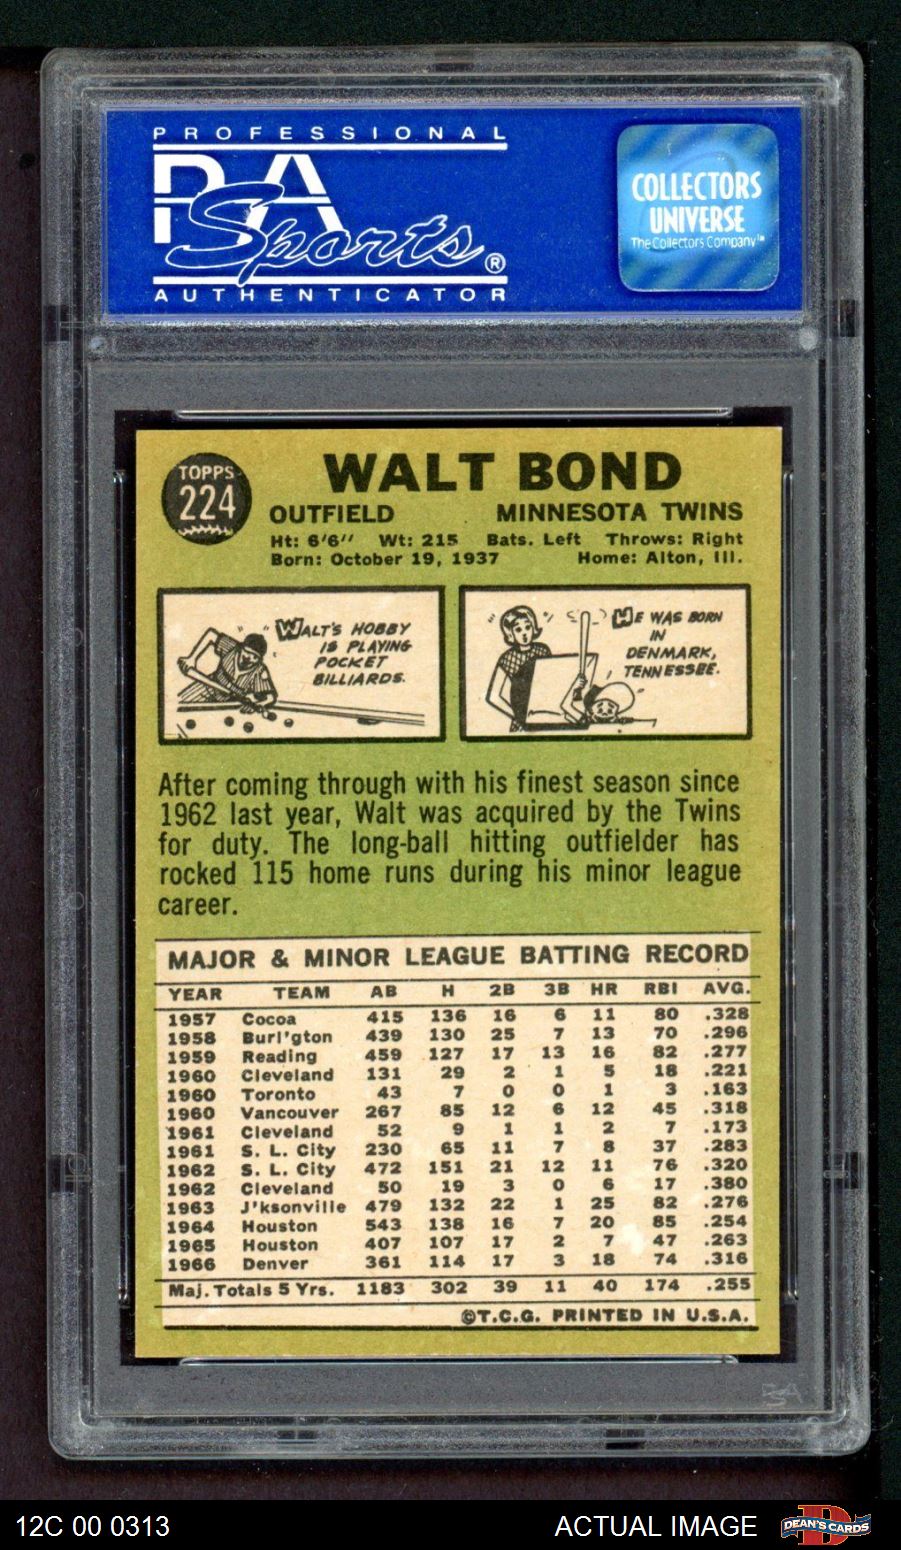 PROFESSIONAL
PSA
Sports®
AUTHENTICATOR
COLLECTORS
UNIVERSE
The Collectors Company™
TOPPS
224
WALT BOND
OUTFIELD MINNESOTA TWINS
Ht: 6'6" Wt: 215 Bats. Left Throws: Right
Born: October 19, 1937 Home: Alton, Ill.
WALT'S HOBBY
IS PLAYING
POCKET
BILLIARDS.
HE WAS BORN
IN
DENMARK,
TENNESSEE.
After coming through with his finest season since
1962 last year, Walt was acquired by the Twins
for duty. The long-ball hitting outfielder has
rocked 115 home runs during his minor league
career.
MAJOR & MINOR LEAGUE BATTING RECORD
YEAR TEAM AB H 2B 3B HR RBI AVG.
1957 Cocoa 415 136 16 6 11 80 .328
1958 Burl'gton 439 130 25 7 13 70 .296
1959 Reading 459 127 17 13 16 82 .277
1960 Cleveland 131 29 2 1 5 18 .221
1960 Toronto 43 7 0 0 1 3 .163
1960 Vancouver 267 85 12 6 12 45 .318
1961 Cleveland 52 9 1 1 2 7 .173
1961 S. L. City 230 65 11 7 8 37 .283
1962 S. L. City 472 151 21 12 11 76 .320
1962 Cleveland 50 19 3 0 6 17 .380
1963 J'ksonville 479 132 22 1 25 82 .276
1964 Houston 543 138 16 7 20 85 .254
1965 Houston 407 107 17 2 7 47 .263
1966 Denver 361 114 17 3 18 74 .316
Maj. Totals 5 Yrs. 1183 302 39 11 40 174 .255
©T.C.G. PRINTED IN U.S.A.
PSA
12C 00 0313 ACTUAL IMAGE DEAN'S CARDS